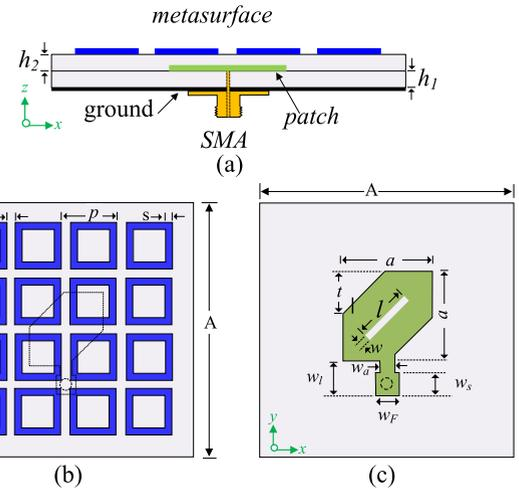 metasurface
h2
h1
z
x
ground
patch
SMA
(a)
p
s
A
(b)
A
a
t
l
a
w
wa
wl
ws
wF
y
x
(c)